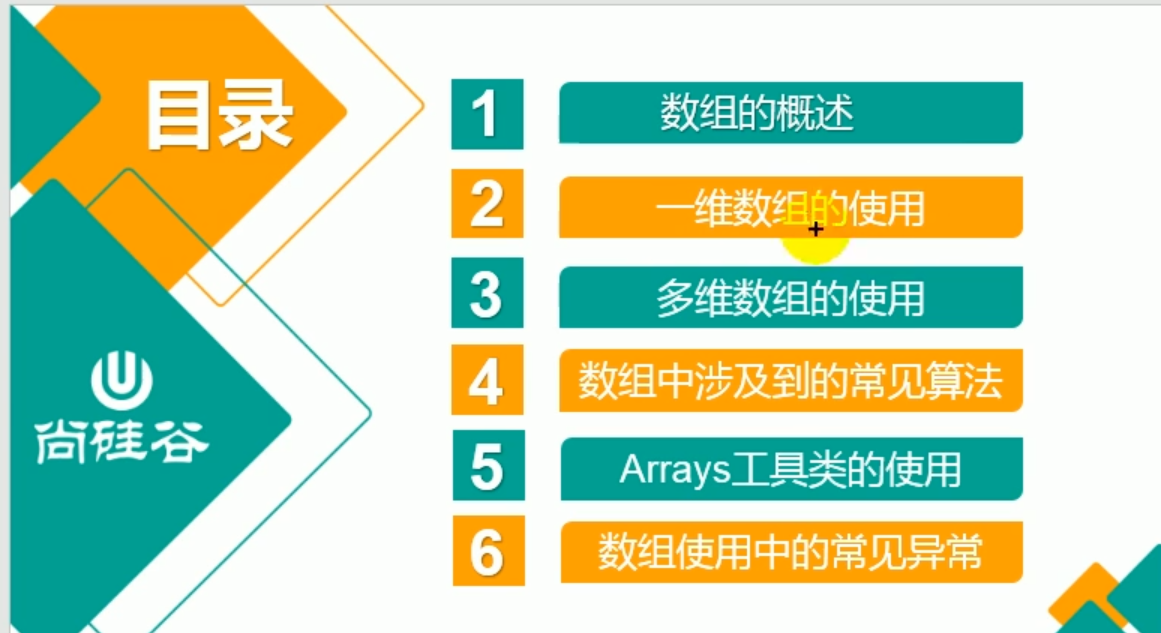 目录
1 数组的概述
2 一维数组的使用
3 多维数组的使用
4 数组中涉及到的常见算法
5 Arrays工具类的使用
6 数组使用中的常见异常
尚硅谷